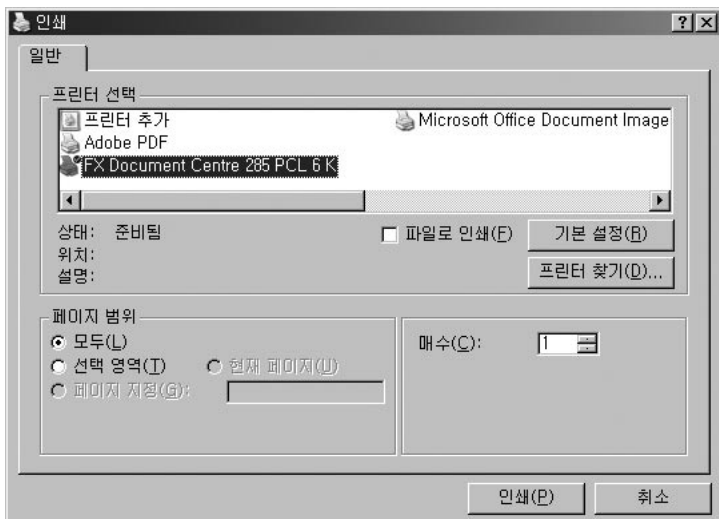 인쇄
일반
프린터 선택
프린터 추가
Microsoft Office Document Image
Adobe PDF
FX Document Centre 285 PCL 6 K
상태: 준비됨
파일로 인쇄(F)
기본 설정(R)
위치:
설명:
프린터 찾기(D)...
페이지 범위
모두(L)
선택 영역(T)
현재 페이지(U)
페이지 지정(G):
매수(C):
1
인쇄(P)
취소